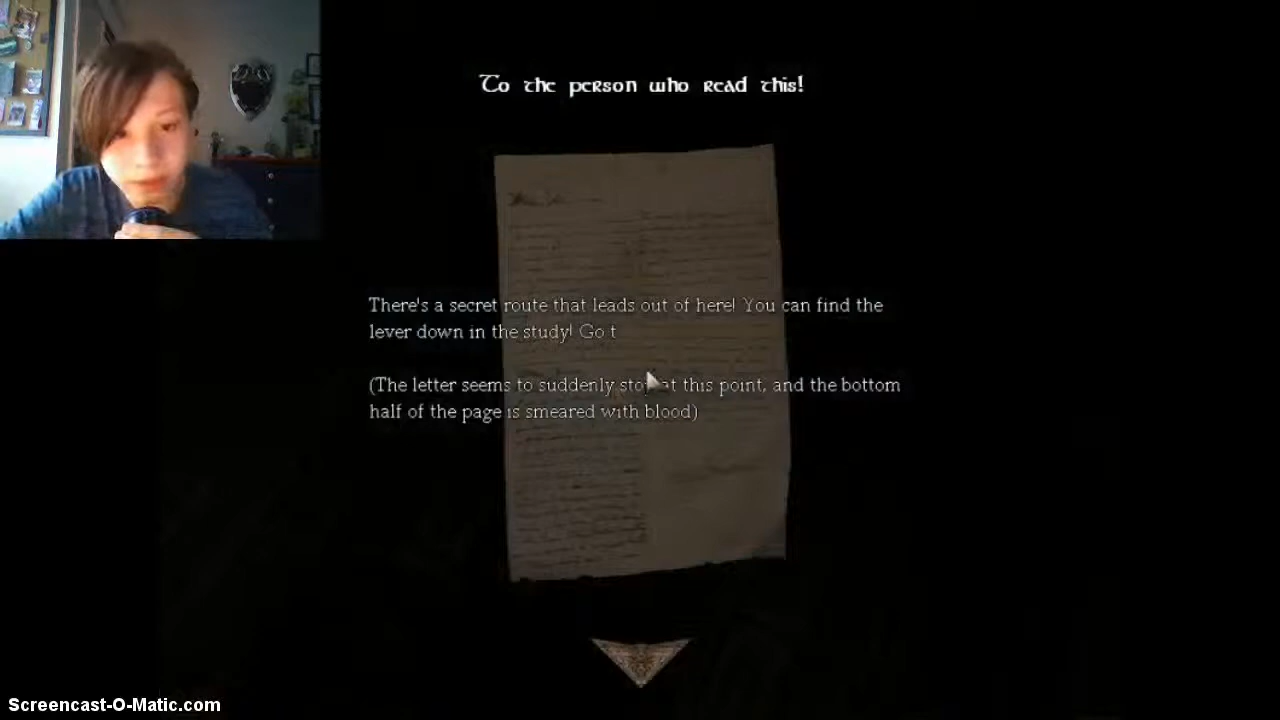 To the person who read this!
There's a secret route that leads out of here! You can find the
lever down in the study! Go t
(The letter seems to suddenly stop at this point, and the bottom
half of the page is smeared with blood)
Screencast-O-Matic.com